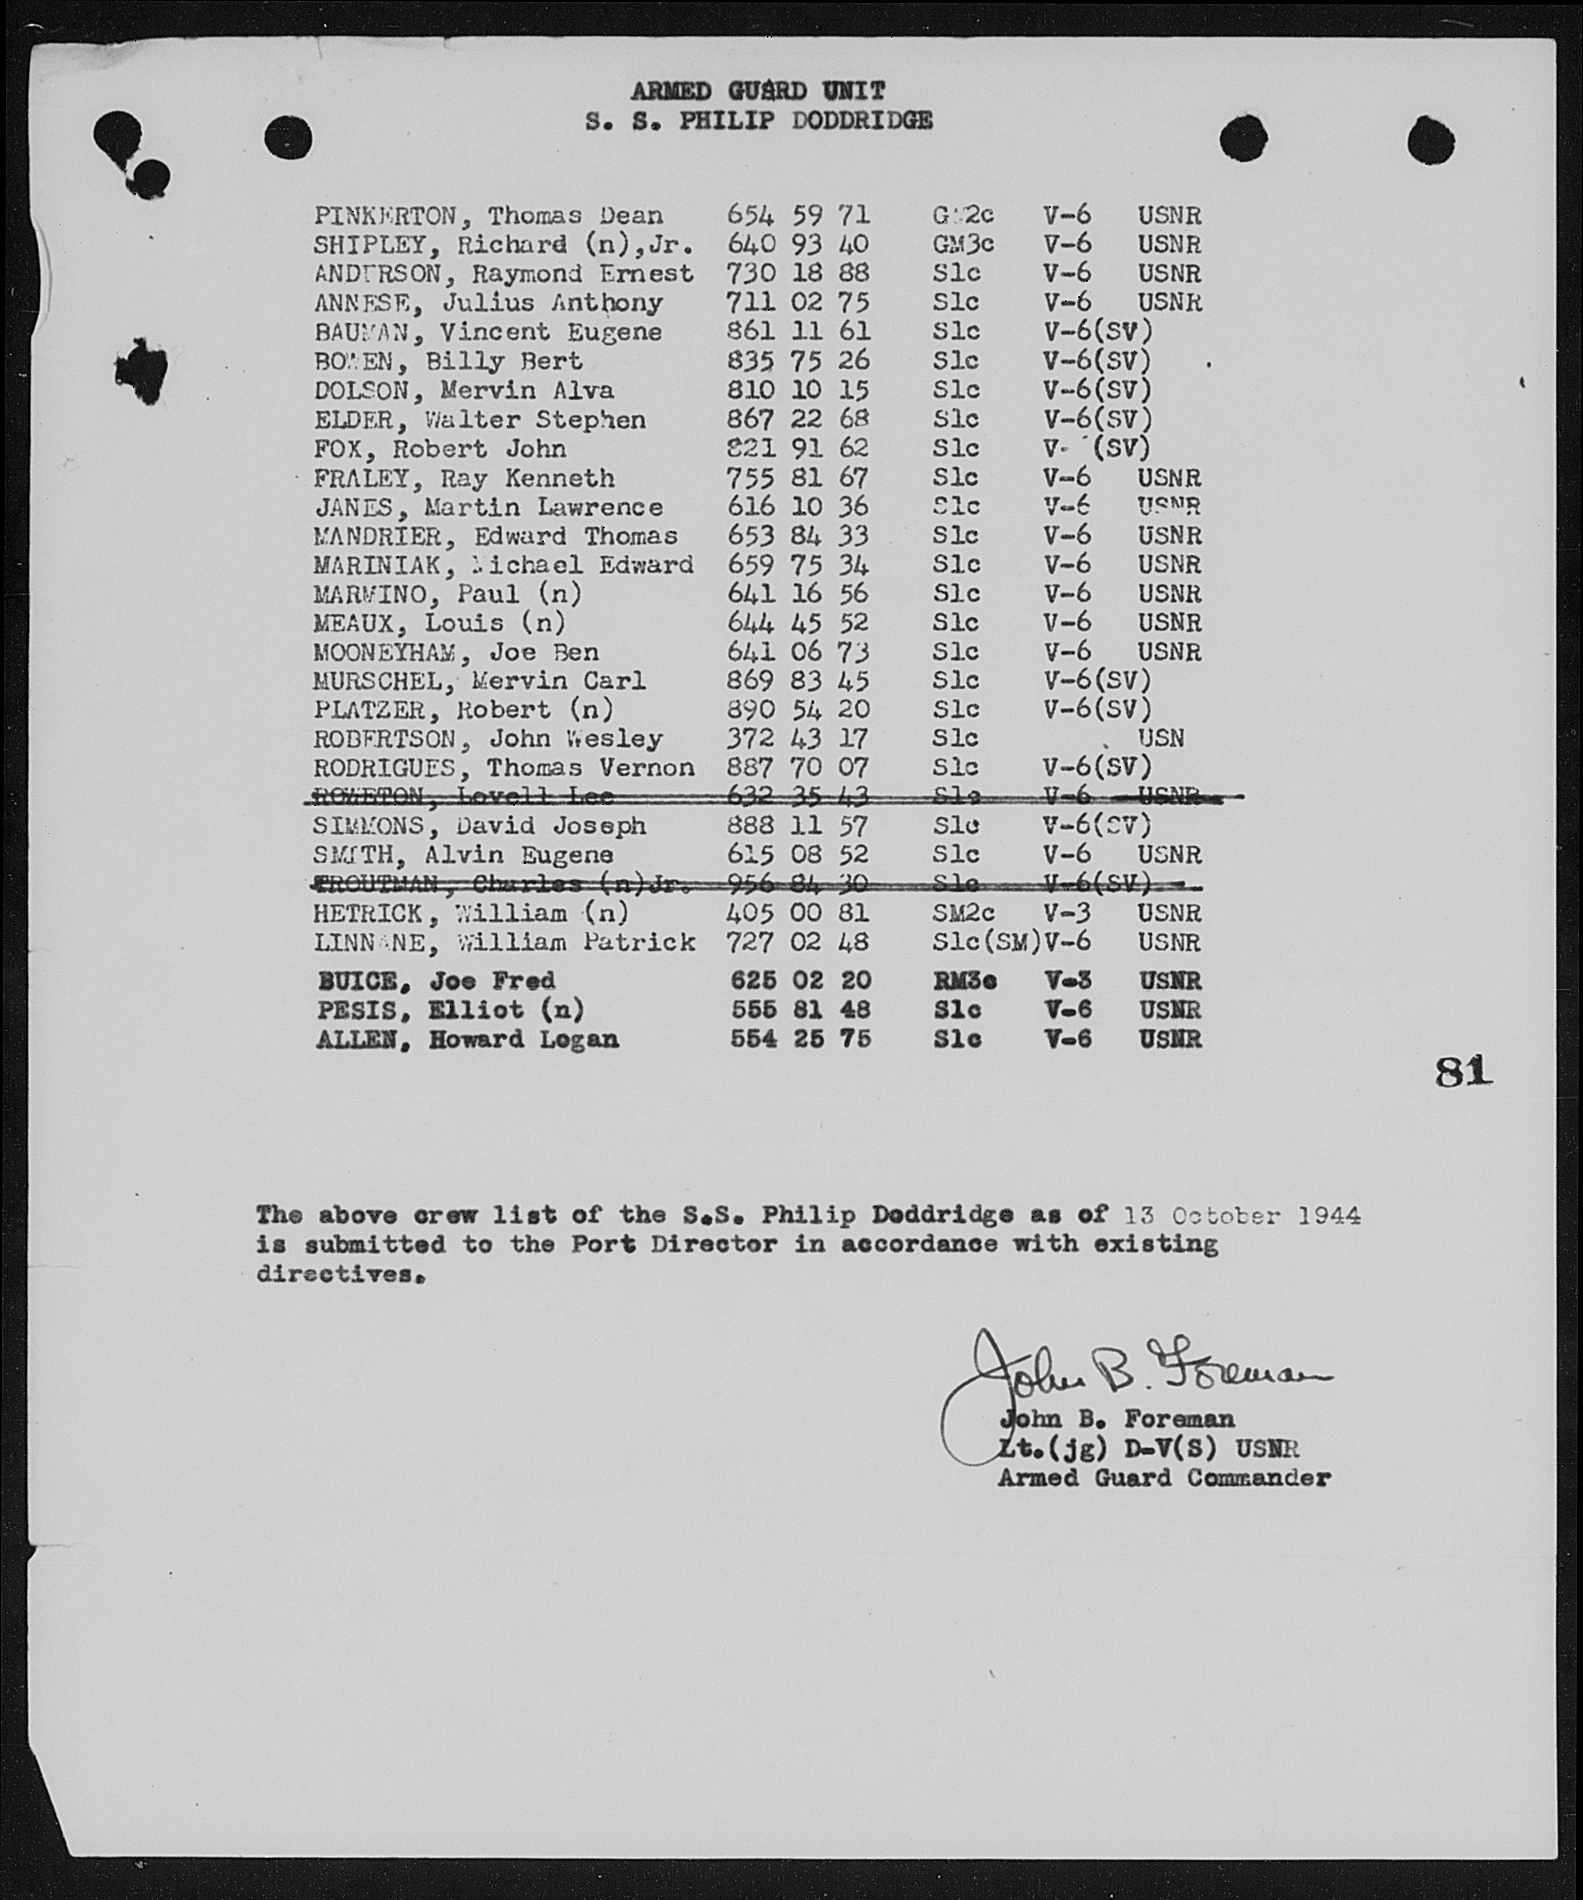 ARMED GUARD UNIT
S. S. PHILIP DODDRIDGE
PINKERTON, Thomas Dean 654 59 71 GM2c V-6 USNR
SHIPLEY, Richard (n),Jr. 640 93 40 GM3c V-6 USNR
ANDERSON, Raymond Ernest 730 18 88 S1c V-6 USNR
ANNESE, Julius Anthony 711 02 75 S1c V-6 USNR
BAUMAN, Vincent Eugene 861 11 61 S1c V-6(SV)
BOWEN, Billy Bert 835 75 26 S1c V-6(SV)
DOLSON, Mervin Alva 810 10 15 S1c V-6(SV)
ELDER, Walter Stephen 867 22 68 S1c V-6(SV)
FOX, Robert John 821 91 62 S1c V- (SV)
FRALEY, Ray Kenneth 755 81 67 S1c V-6 USNR
JANES, Martin Lawrence 616 10 36 S1c V-6 USNR
MANDRIER, Edward Thomas 653 84 33 S1c V-6 USNR
MARINIAK, Michael Edward 659 75 34 S1c V-6 USNR
MARMINO, Paul (n) 641 16 56 S1c V-6 USNR
MEAUX, Louis (n) 644 45 52 S1c V-6 USNR
MOONEYHAM, Joe Ben 641 06 73 S1c V-6 USNR
MURSCHEL, Mervin Carl 869 83 45 S1c V-6(SV)
PLATZER, Robert (n) 890 54 20 S1c V-6(SV)
ROBERTSON, John Wesley 372 43 17 S1c USN
RODRIGUES, Thomas Vernon 887 70 07 S1c V-6(SV)
ROWETON, Lovell Lee 632 35 43 S1c V-6 USNR
SIMMONS, David Joseph 888 11 57 S1c V-6(SV)
SMITH, Alvin Eugene 615 08 52 S1c V-6 USNR
TROUTMAN, Charles (n)Jr. 956 84 30 S1c V-6(SV)
HETRICK, William (n) 405 00 81 SM2c V-3 USNR
LINNANE, William Patrick 727 02 48 S1c(SM)V-6 USNR
BUICE, Joe Fred 625 02 20 RM3c V-3 USNR
PESIS, Elliot (n) 555 81 48 S1c V-6 USNR
ALLEN, Howard Logan 554 25 75 S1c V-6 USNR
81
The above crew list of the S.S. Philip Doddridge as of 13 October 1944
is submitted to the Port Director in accordance with existing
directives.
John B. Foreman
John B. Foreman
Lt.(jg) D-V(S) USNR
Armed Guard Commander